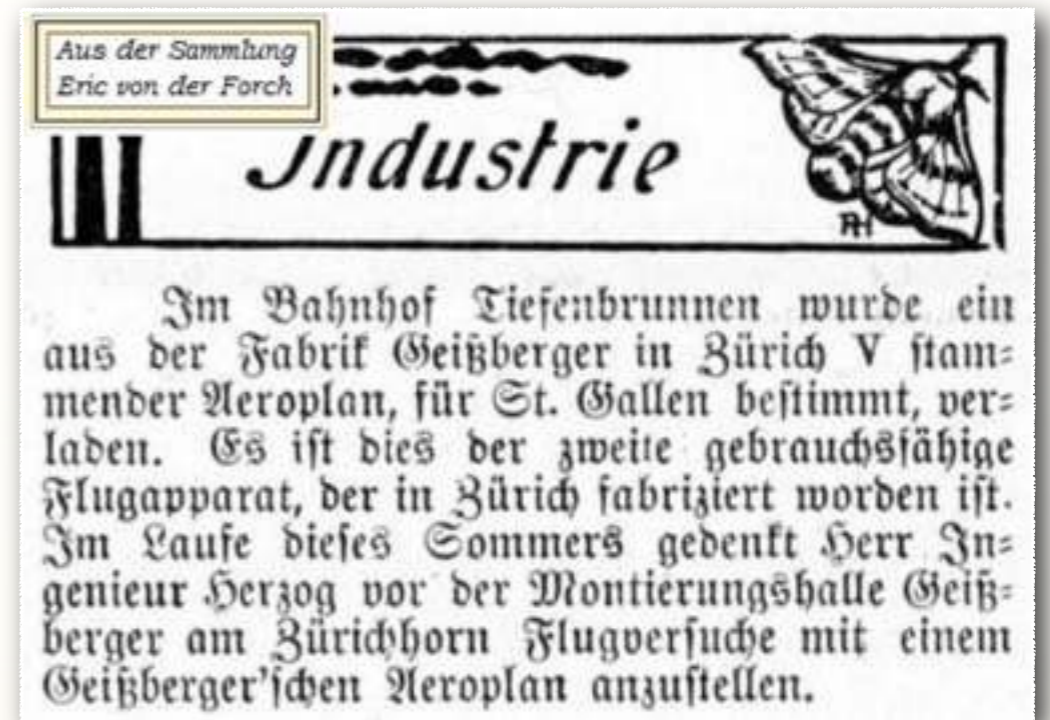 Aus der Sammlung
Eric von der Forch
Industrie
AH
Im Bahnhof Tiefenbrunnen wurde ein
aus der Fabrik Geißberger in Zürich V stam-
mender Aeroplan, für St. Gallen bestimmt, ver-
laden. Es ist dies der zweite gebrauchsfähige
Flugapparat, der in Zürich fabriziert worden ist.
Im Laufe dieses Sommers gedenkt Herr In-
genieur Herzog vor der Montierungshalle Geiß-
berger am Zürichhorn Flugversuche mit einem
Geißberger'schen Aeroplan anzustellen.